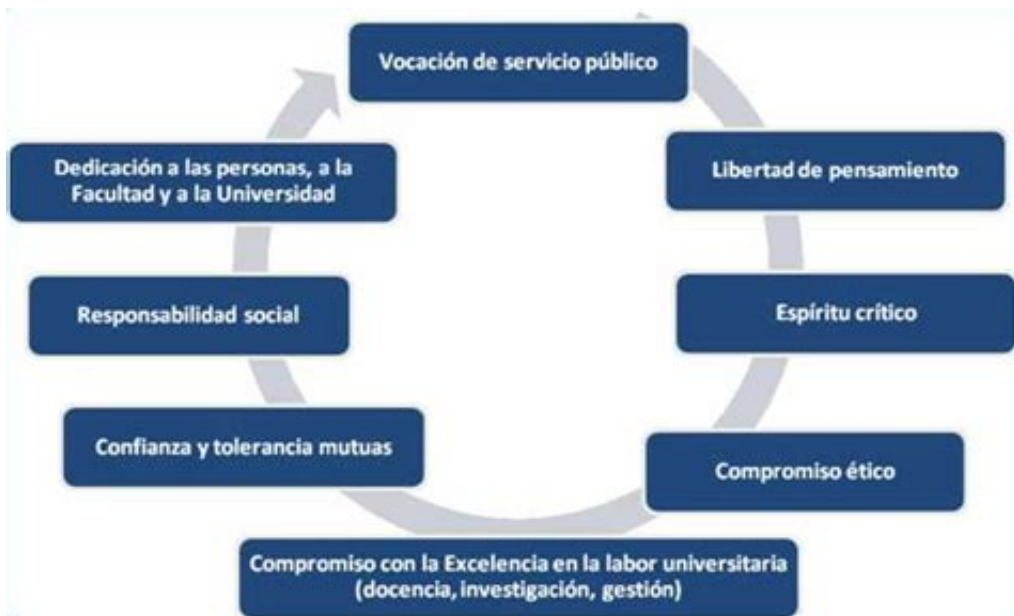 Vocación de servicio público
Libertad de pensamiento
Espíritu crítico
Compromiso ético
Compromiso con la Excelencia en la labor universitaria
(docencia, investigación, gestión)
Confianza y tolerancia mutuas
Responsabilidad social
Dedicación a las personas, a la
Facultad y a la Universidad